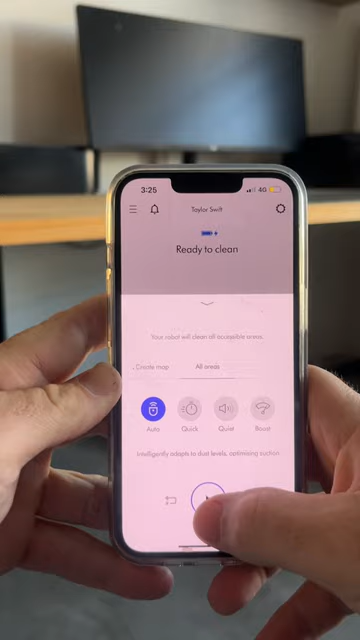 3:25
4G
Taylor Swift
Ready to clean
Your robot will clean all accessible areas.
Create map
All areas
Auto
Quick
Quiet
Boost
Intelligently adapts to dust levels, optimising suction.